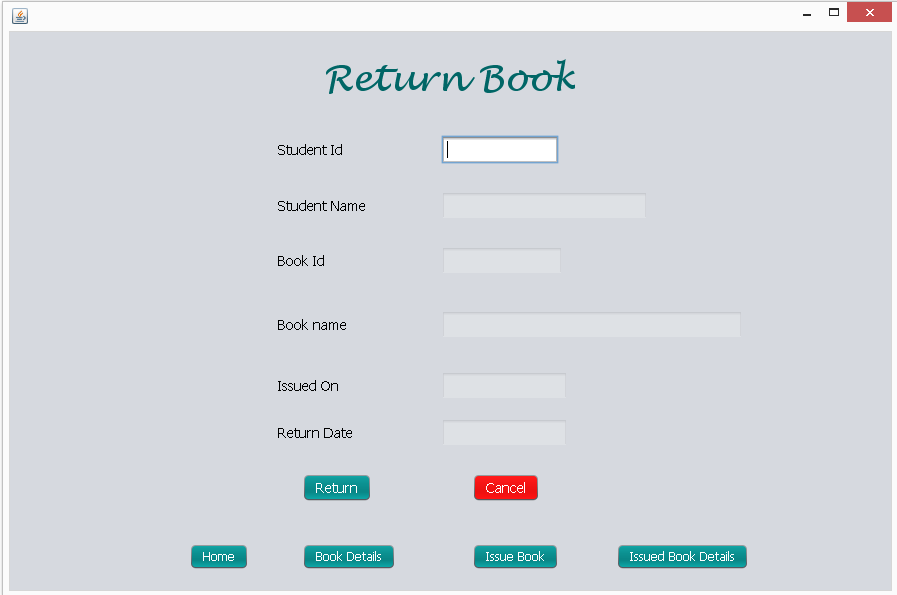 Return Book
Student Id
Student Name
Book Id
Book name
Issued On
Return Date
Return Cancel
Home Book Details Issue Book Issued Book Details